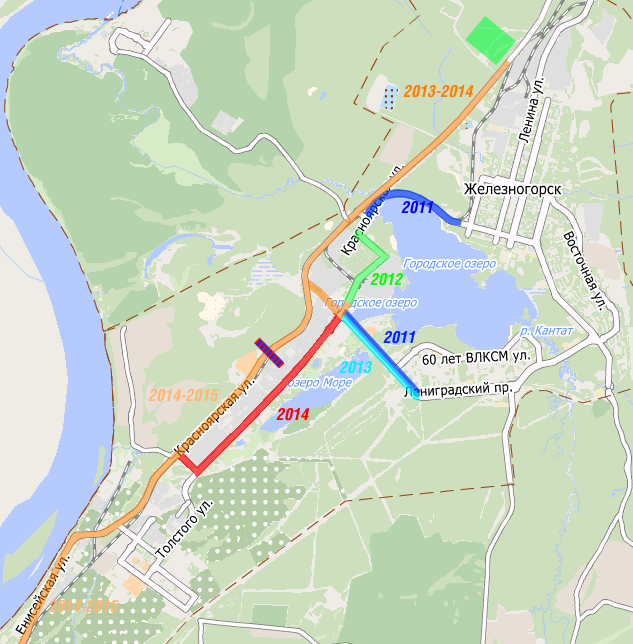 2013-2014
Ленина ул.
Железногорск
Красноярская ул.
2011
Восточная ул.
Городское озеро
2012
Городское озеро
р. Кантат
2011
60 лет ВЛКСМ ул.
2013
Ленинградский пр.
озеро Море
2014-2015
Красноярская ул.
2014
Толстого ул.
Енисейская ул.
2014-2015